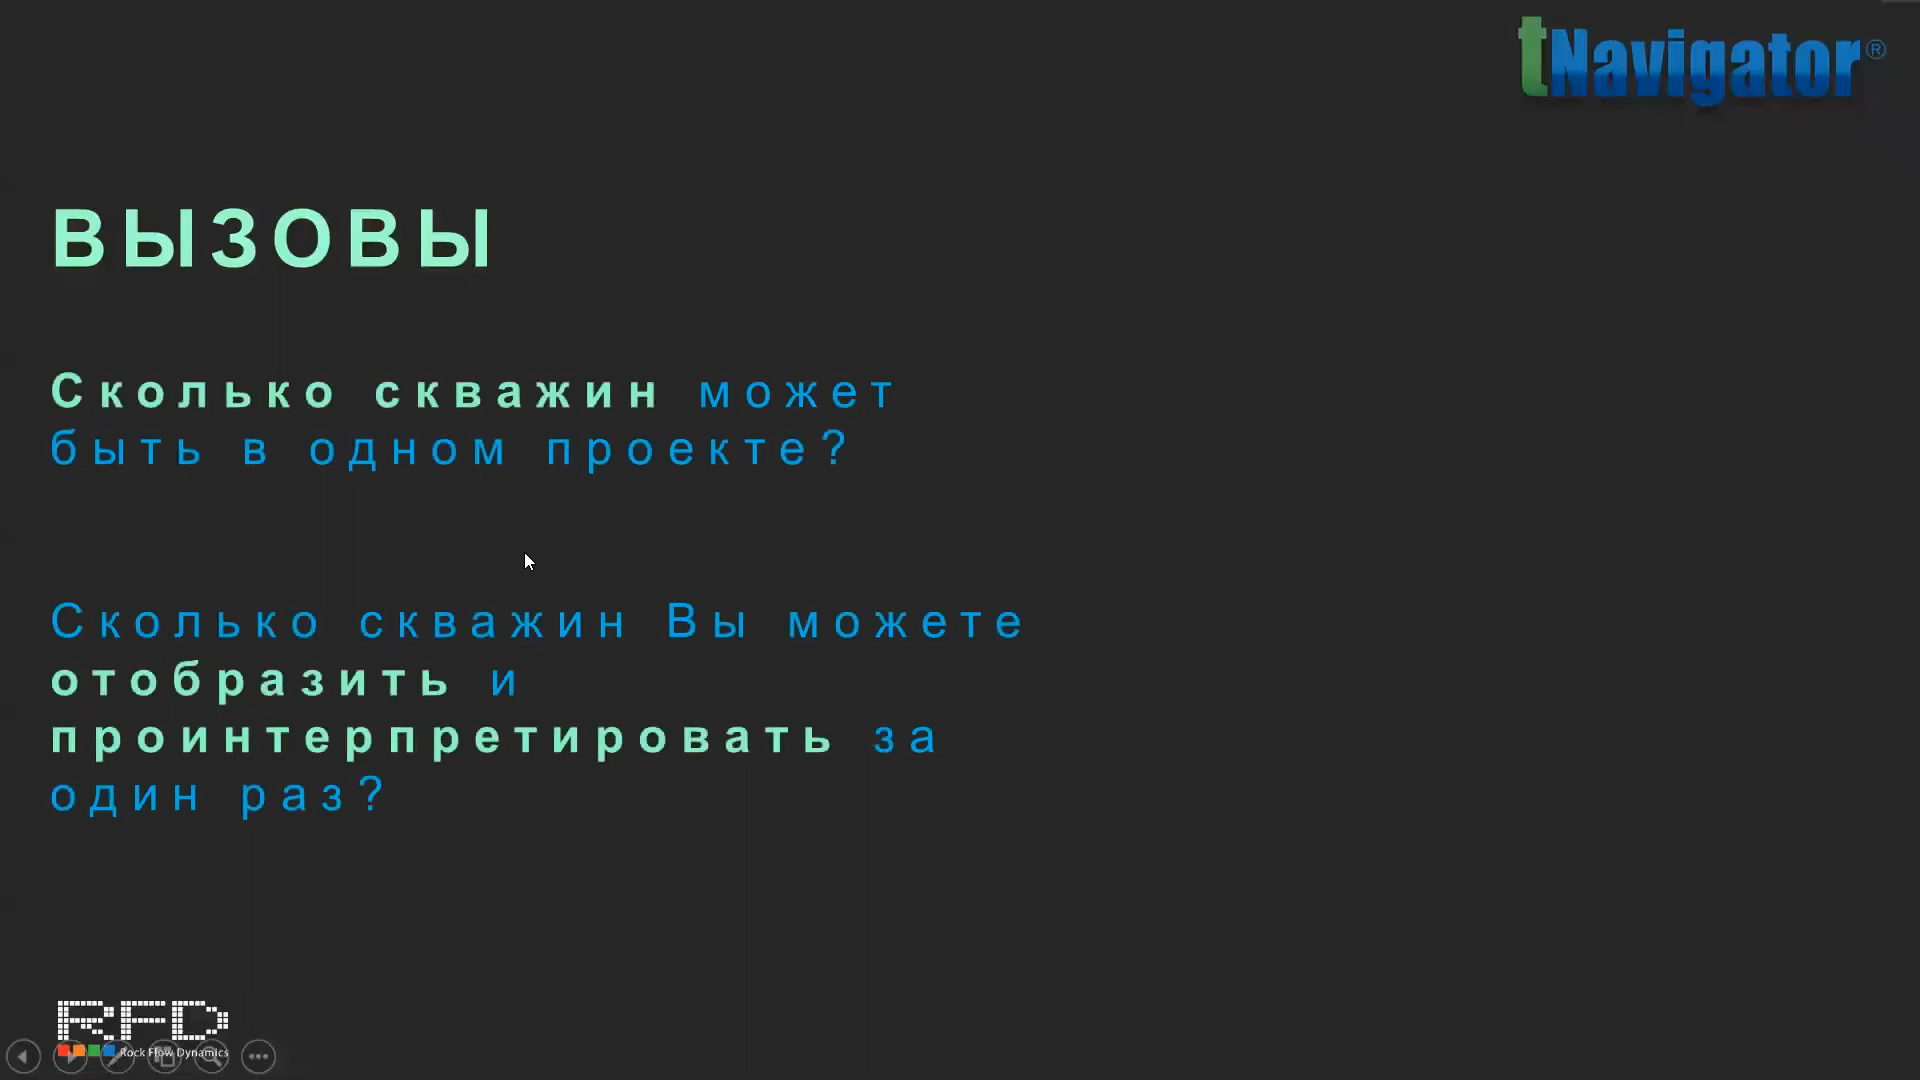 tNavigator®
ВЫЗОВЫ
Сколько скважин может
быть в одном проекте?
Сколько скважин Вы можете
отобразить и
проинтерпретировать за
один раз?
RFD
Rock Flow Dynamics